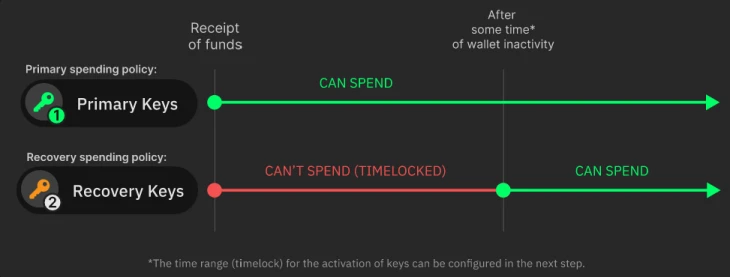 Receipt
of funds
After
some time*
of wallet inactivity
Primary spending policy:
1
Primary Keys
CAN SPEND
Recovery spending policy:
2
Recovery Keys
CAN'T SPEND (TIMELOCKED)
CAN SPEND
*The time range (timelock) for the activation of keys can be configured in the next step.